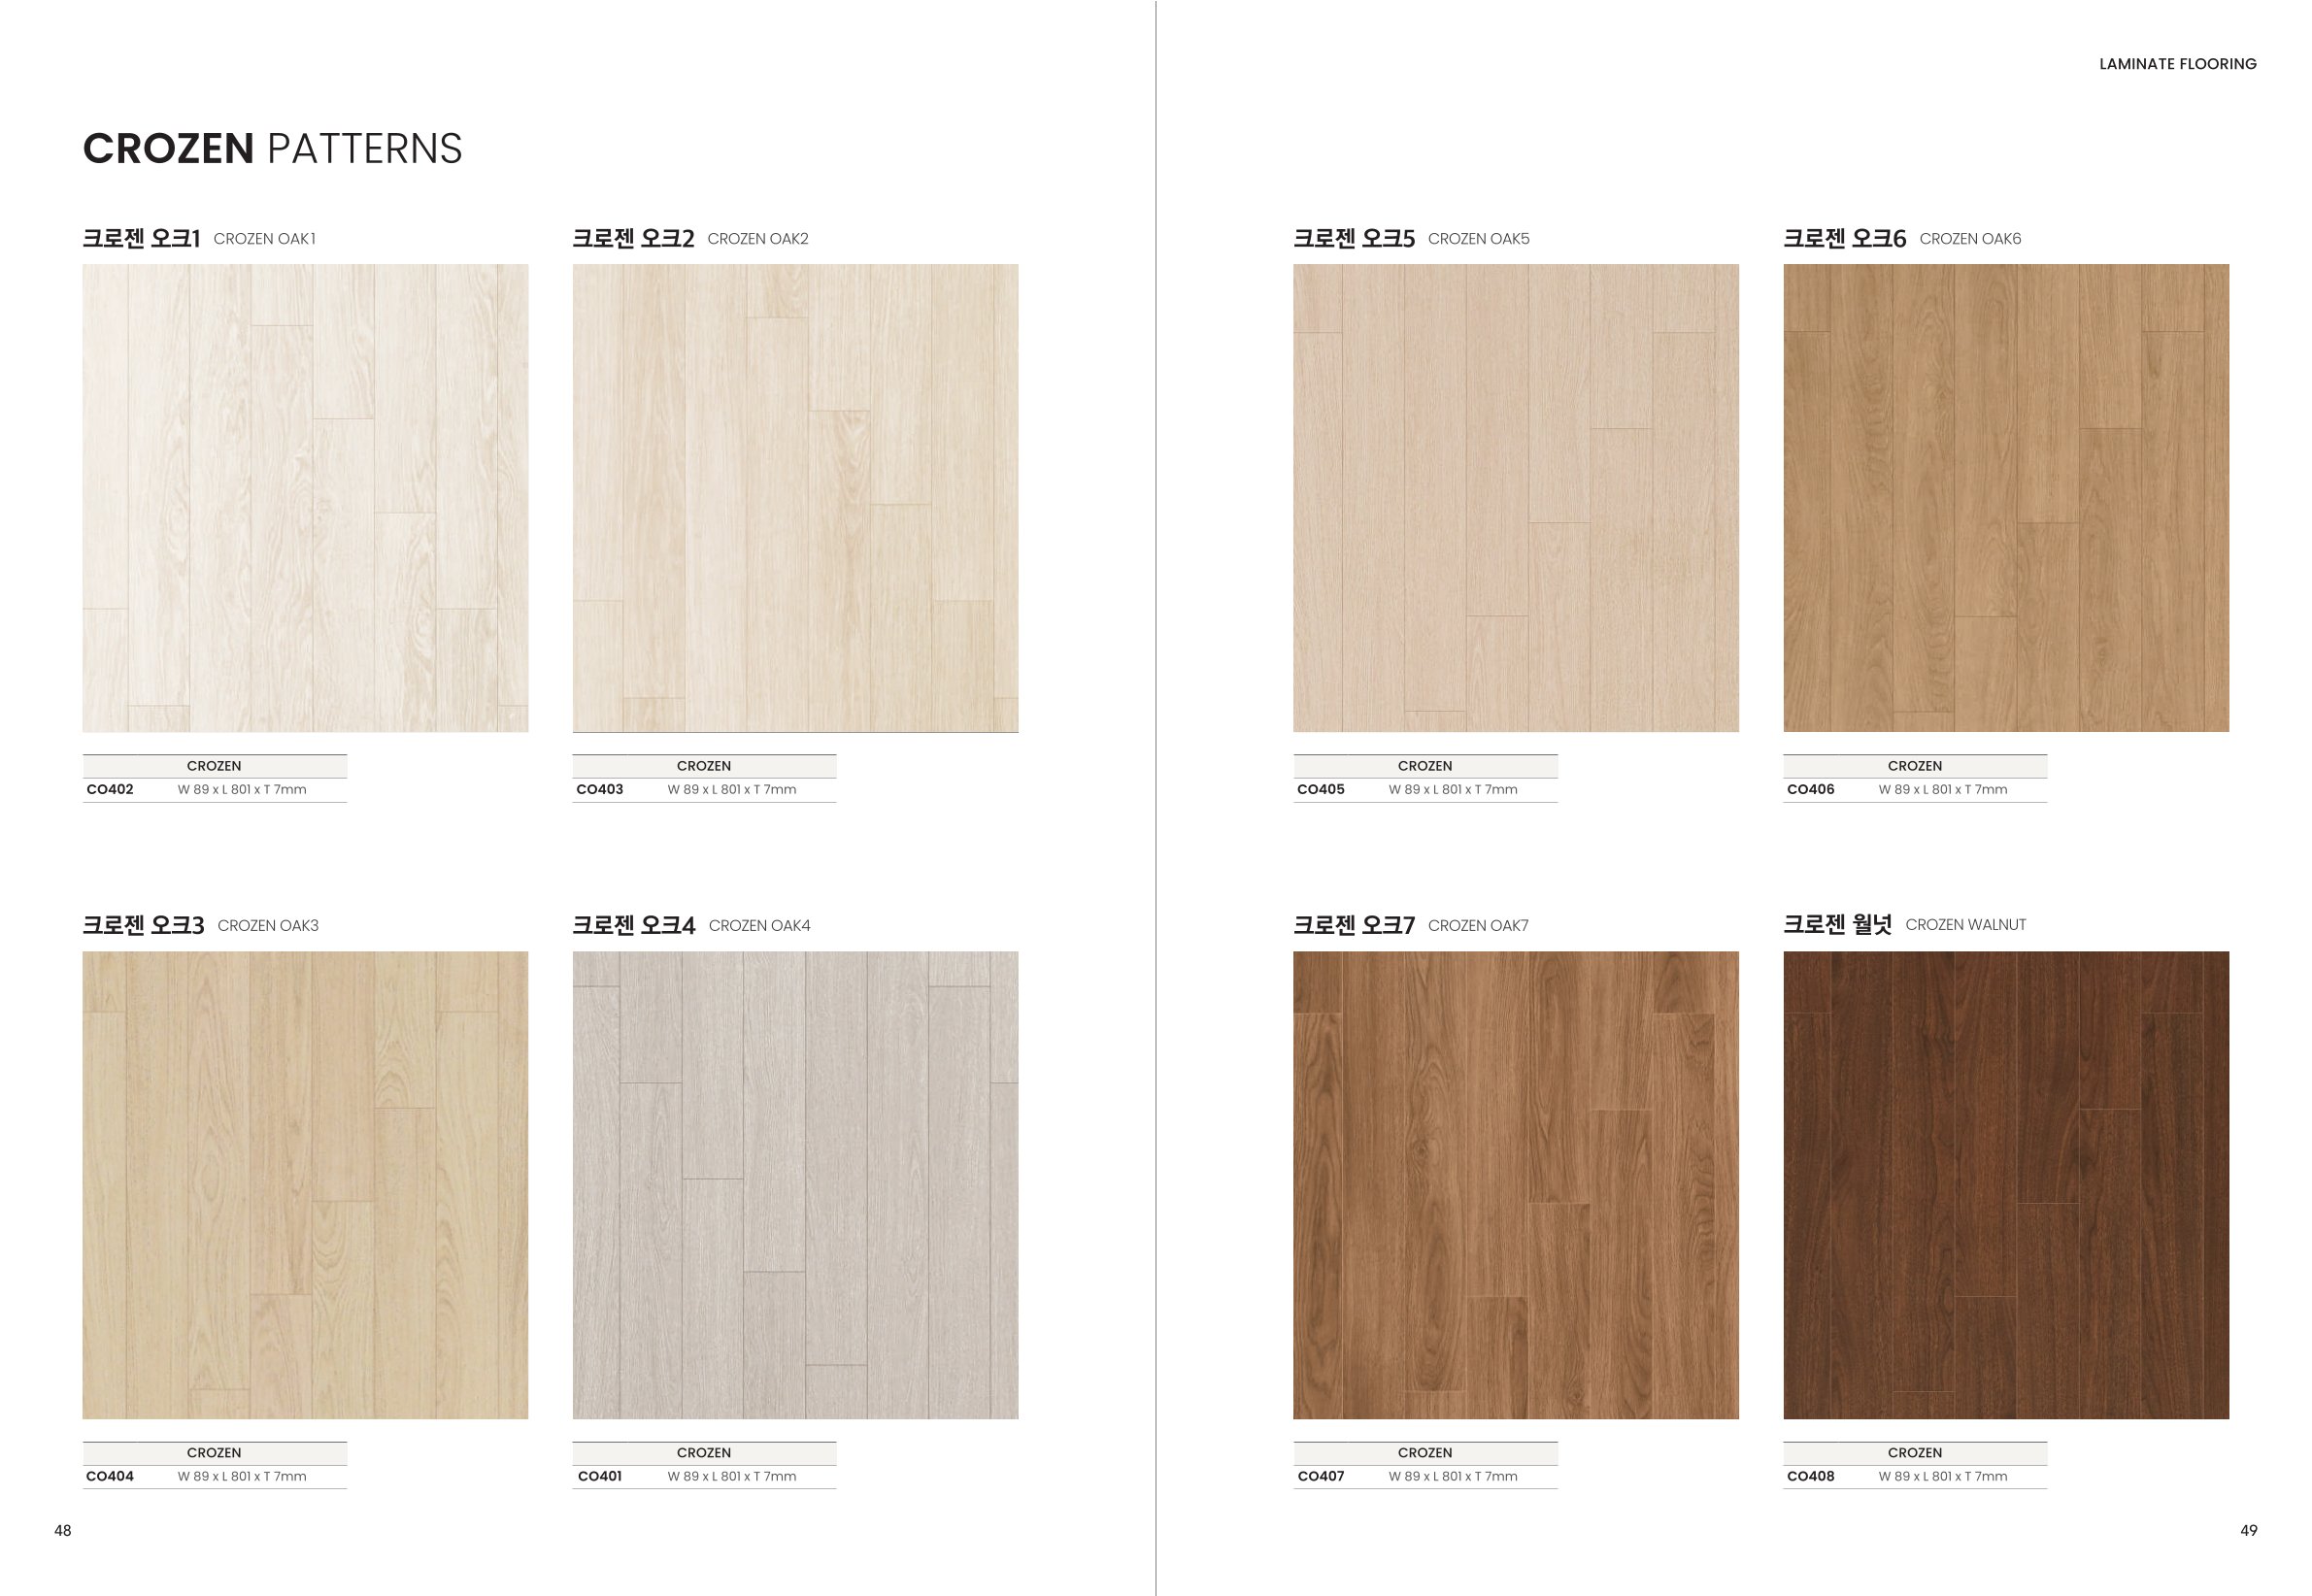 LAMINATE FLOORING
CROZEN PATTERNS
크로젠 오크1 CROZEN OAK1
크로젠 오크2 CROZEN OAK2
CROZEN
CO402 W 89 x L 801 x T 7mm
CROZEN
CO403 W 89 x L 801 x T 7mm
크로젠 오크3 CROZEN OAK3
크로젠 오크4 CROZEN OAK4
CROZEN
CO404 W 89 x L 801 x T 7mm
CROZEN
CO401 W 89 x L 801 x T 7mm
48
크로젠 오크5 CROZEN OAK5
크로젠 오크6 CROZEN OAK6
CROZEN
CO405 W 89 x L 801 x T 7mm
CROZEN
CO406 W 89 x L 801 x T 7mm
크로젠 오크7 CROZEN OAK7
크로젠 월넛 CROZEN WALNUT
CROZEN
CO407 W 89 x L 801 x T 7mm
CROZEN
CO408 W 89 x L 801 x T 7mm
49